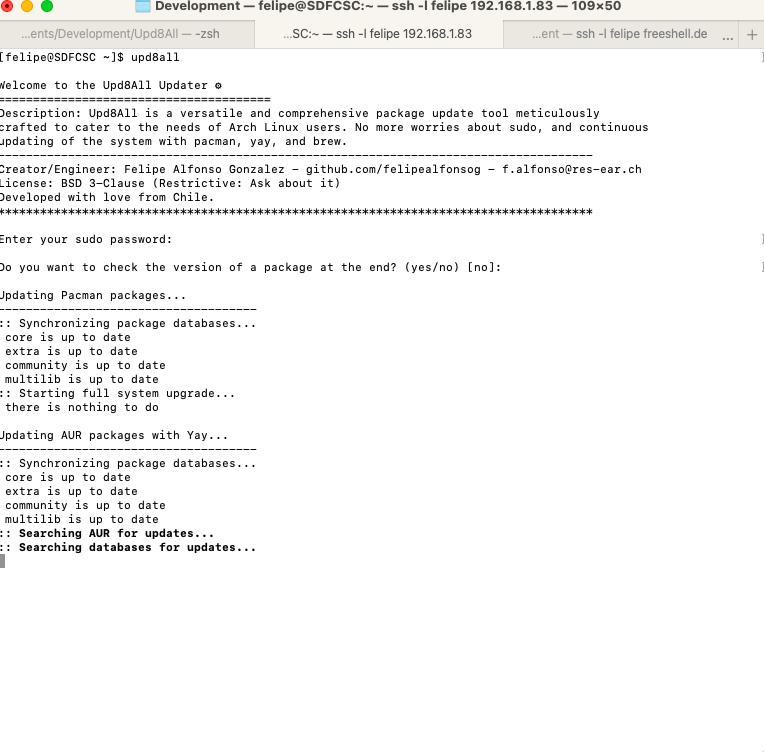 Development — felipe@SDFCSC:~ — ssh -l felipe 192.168.1.83 — 109×50
...ents/Development/Upd8All — -zsh
...SC:~ — ssh -l felipe 192.168.1.83
...ent — ssh -l felipe freeshell.de
... +
[felipe@SDFCSC ~]$ upd8all
Welcome to the Upd8All Updater ⚙
=======================================
Description: Upd8All is a versatile and comprehensive package update tool meticulously
crafted to cater to the needs of Arch Linux users. No more worries about sudo, and continuous
updating of the system with pacman, yay, and brew.
-------------------------------------------------------------------------------------
Creator/Engineer: Felipe Alfonso Gonzalez - github.com/felipealfonsog - f.alfonso@res-ear.ch
License: BSD 3-Clause (Restrictive: Ask about it)
Developed with love from Chile.
*************************************************************************************
Enter your sudo password:
Do you want to check the version of a package at the end? (yes/no) [no]:
Updating Pacman packages...
-------------------------------------
:: Synchronizing package databases...
core is up to date
extra is up to date
community is up to date
multilib is up to date
:: Starting full system upgrade...
there is nothing to do
Updating AUR packages with Yay...
-------------------------------------
:: Synchronizing package databases...
core is up to date
extra is up to date
community is up to date
multilib is up to date
:: Searching AUR for updates...
:: Searching databases for updates...